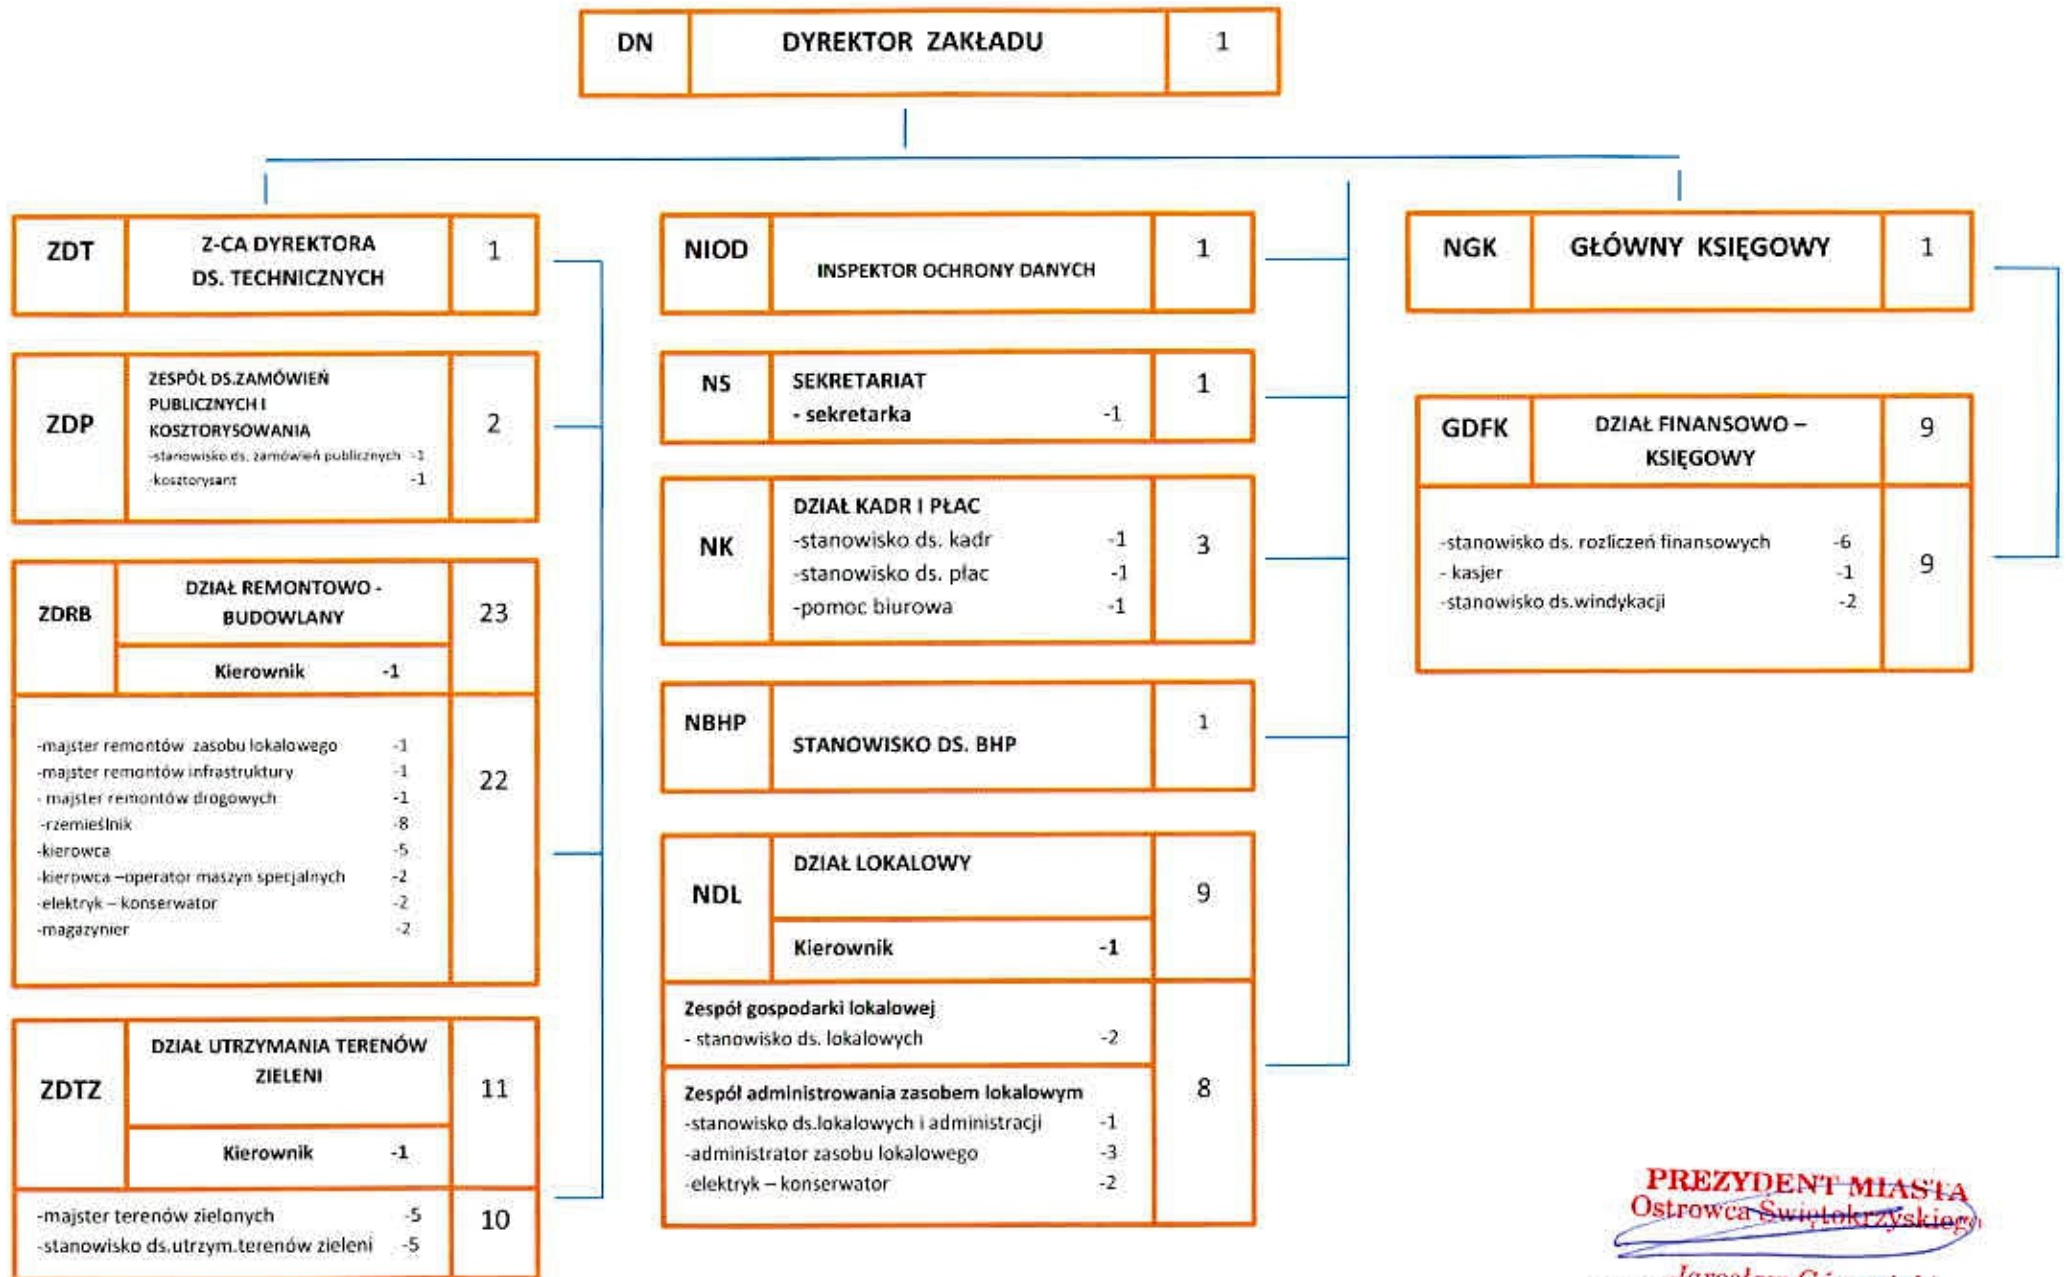 DN DYREKTOR ZAKŁADU 1
ZDT Z-CA DYREKTORA 1
DS. TECHNICZNYCH
ZDP ZESPÓŁ DS.ZAMÓWIEŃ 2
PUBLICZNYCH I
KOSZTORYSOWANIA
-stanowisko ds. zamówień publicznych -1
-kosztorysant -1
ZDRB DZIAŁ REMONTOWO - 23
BUDOWLANY
Kierownik -1
-majster remontów zasobu lokalowego -1
-majster remontów infrastruktury -1
- majster remontów drogowych -1
-rzemieślnik -8
-kierowca -5
-kierowca –operator maszyn specjalnych -2
-elektryk – konserwator -2
-magazynier -2
22
ZDTZ DZIAŁ UTRZYMANIA TERENÓW 11
ZIELENI
Kierownik -1
-majster terenów zielonych -5
-stanowisko ds.utrzym.terenów zieleni -5
10
NIOD INSPEKTOR OCHRONY DANYCH 1
NS SEKRETARIAT 1
- sekretarka -1
NK DZIAŁ KADR I PŁAC 3
-stanowisko ds. kadr -1
-stanowisko ds. płac -1
-pomoc biurowa -1
NBHP STANOWISKO DS. BHP 1
NDL DZIAŁ LOKALOWY 9
Kierownik -1
Zespół gospodarki lokalowej
- stanowisko ds. lokalowych -2
Zespół administrowania zasobem lokalowym
-stanowisko ds.lokalowych i administracji -1
-administrator zasobu lokalowego -3
-elektryk – konserwator -2
8
NGK GŁÓWNY KSIĘGOWY 1
GDFK DZIAŁ FINANSOWO – 9
KSIĘGOWY
-stanowisko ds. rozliczeń finansowych -6
- kasjer -1
-stanowisko ds.windykacji -2
9
PREZYDENT MIASTA
Ostrowca Świętokrzyskiego
Jarosław